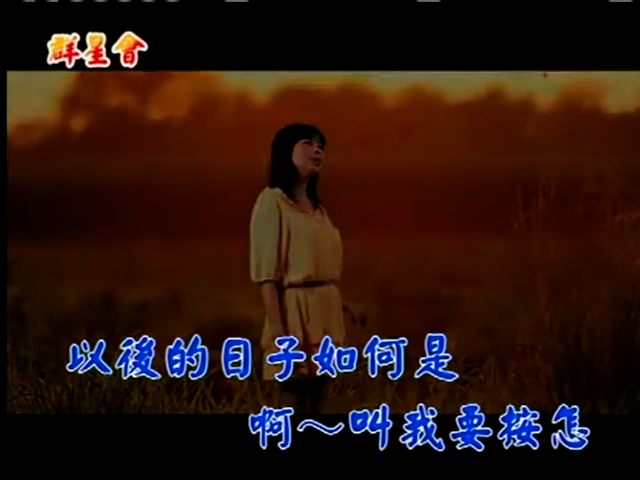 群星會
以後的日子如何是
啊～叫我要按怎